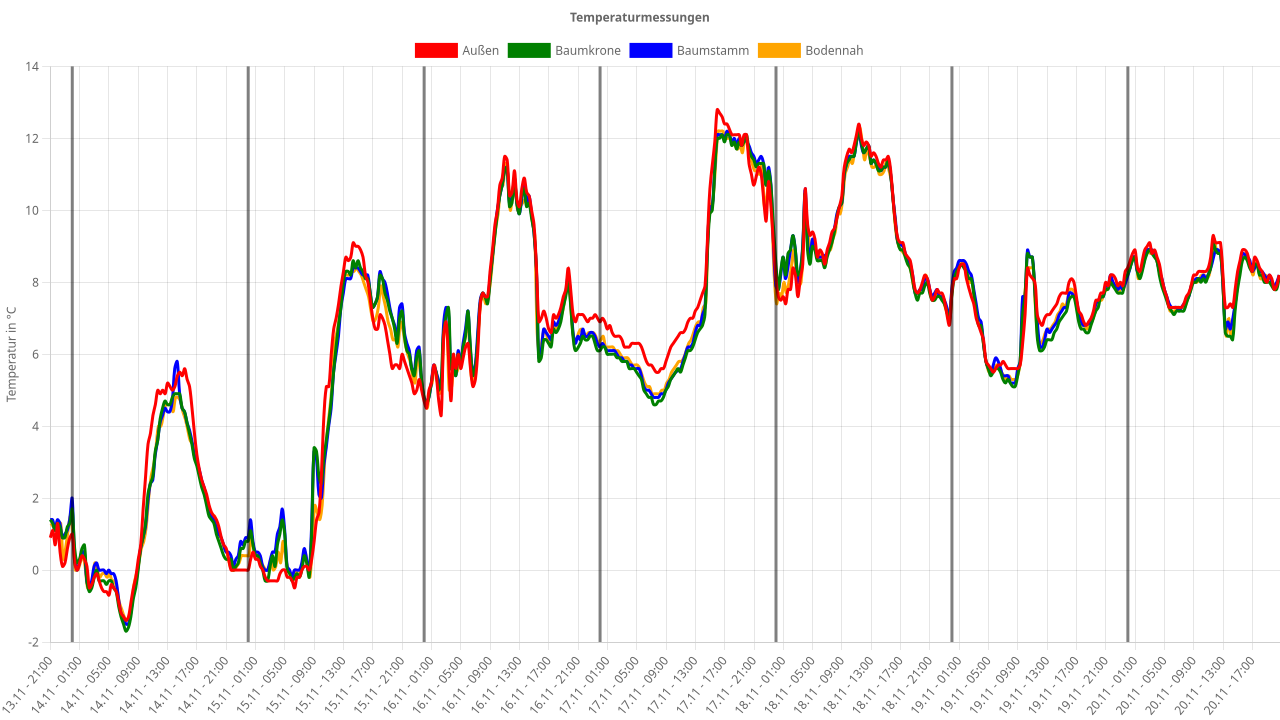 Temperaturmessungen
Außen Baumkrone Baumstamm Bodennah
Temperatur in °C
14
12
10
8
6
4
2
0
-2
13.11 - 21:00
14.11 - 01:00
14.11 - 05:00
14.11 - 09:00
14.11 - 13:00
14.11 - 17:00
14.11 - 21:00
15.11 - 01:00
15.11 - 05:00
15.11 - 09:00
15.11 - 13:00
15.11 - 17:00
15.11 - 21:00
16.11 - 01:00
16.11 - 05:00
16.11 - 09:00
16.11 - 13:00
16.11 - 17:00
16.11 - 21:00
17.11 - 01:00
17.11 - 05:00
17.11 - 09:00
17.11 - 13:00
17.11 - 17:00
17.11 - 21:00
18.11 - 01:00
18.11 - 05:00
18.11 - 09:00
18.11 - 13:00
18.11 - 17:00
18.11 - 21:00
19.11 - 01:00
19.11 - 05:00
19.11 - 09:00
19.11 - 13:00
19.11 - 17:00
19.11 - 21:00
20.11 - 01:00
20.11 - 05:00
20.11 - 09:00
20.11 - 13:00
20.11 - 17:00